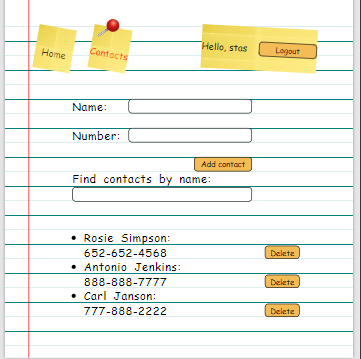 Home
Contacts
Hello, stas
Logout
Name:
Number:
Add contact
Find contacts by name:
Rosie Simpson:
652-652-4568
Delete
Antonio Jenkins:
888-888-7777
Delete
Carl Janson:
777-888-2222
Delete